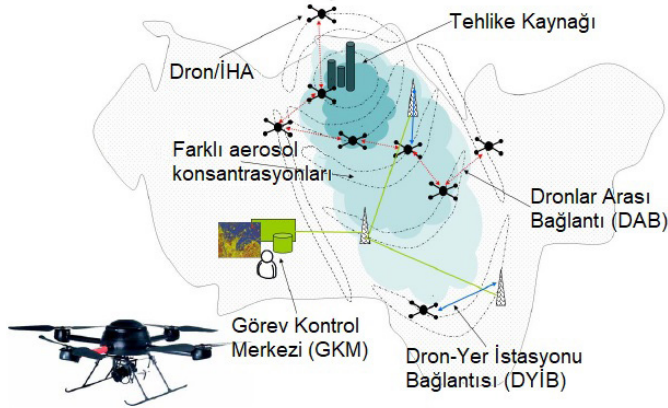 Tehlike Kaynağı
Dron/İHA
Farklı aerosol
konsantrasyonları
Dronlar Arası
Bağlantı (DAB)
Görev Kontrol
Merkezi (GKM)
Dron-Yer İstasyonu
Bağlantısı (DYİB)